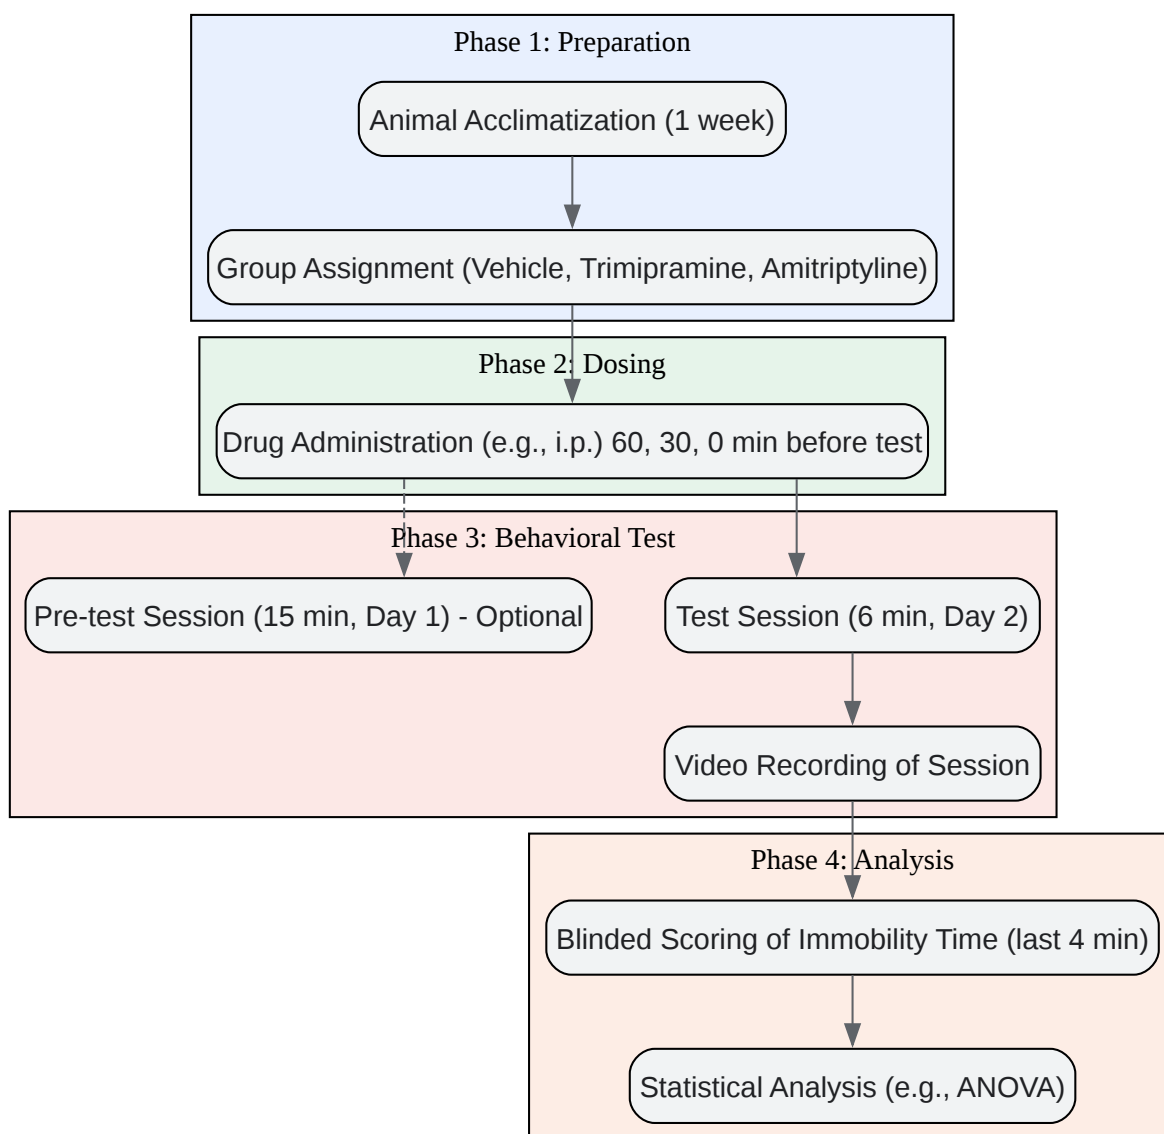 Phase 1: Preparation
Animal Acclimatization (1 week)
Group Assignment (Vehicle, Trimipramine, Amitriptyline)
Phase 2: Dosing
Drug Administration (e.g., i.p.) 60, 30, 0 min before test
Phase 3: Behavioral Test
Pre-test Session (15 min, Day 1) - Optional
Test Session (6 min, Day 2)
Video Recording of Session
Phase 4: Analysis
Blinded Scoring of Immobility Time (last 4 min)
Statistical Analysis (e.g., ANOVA)